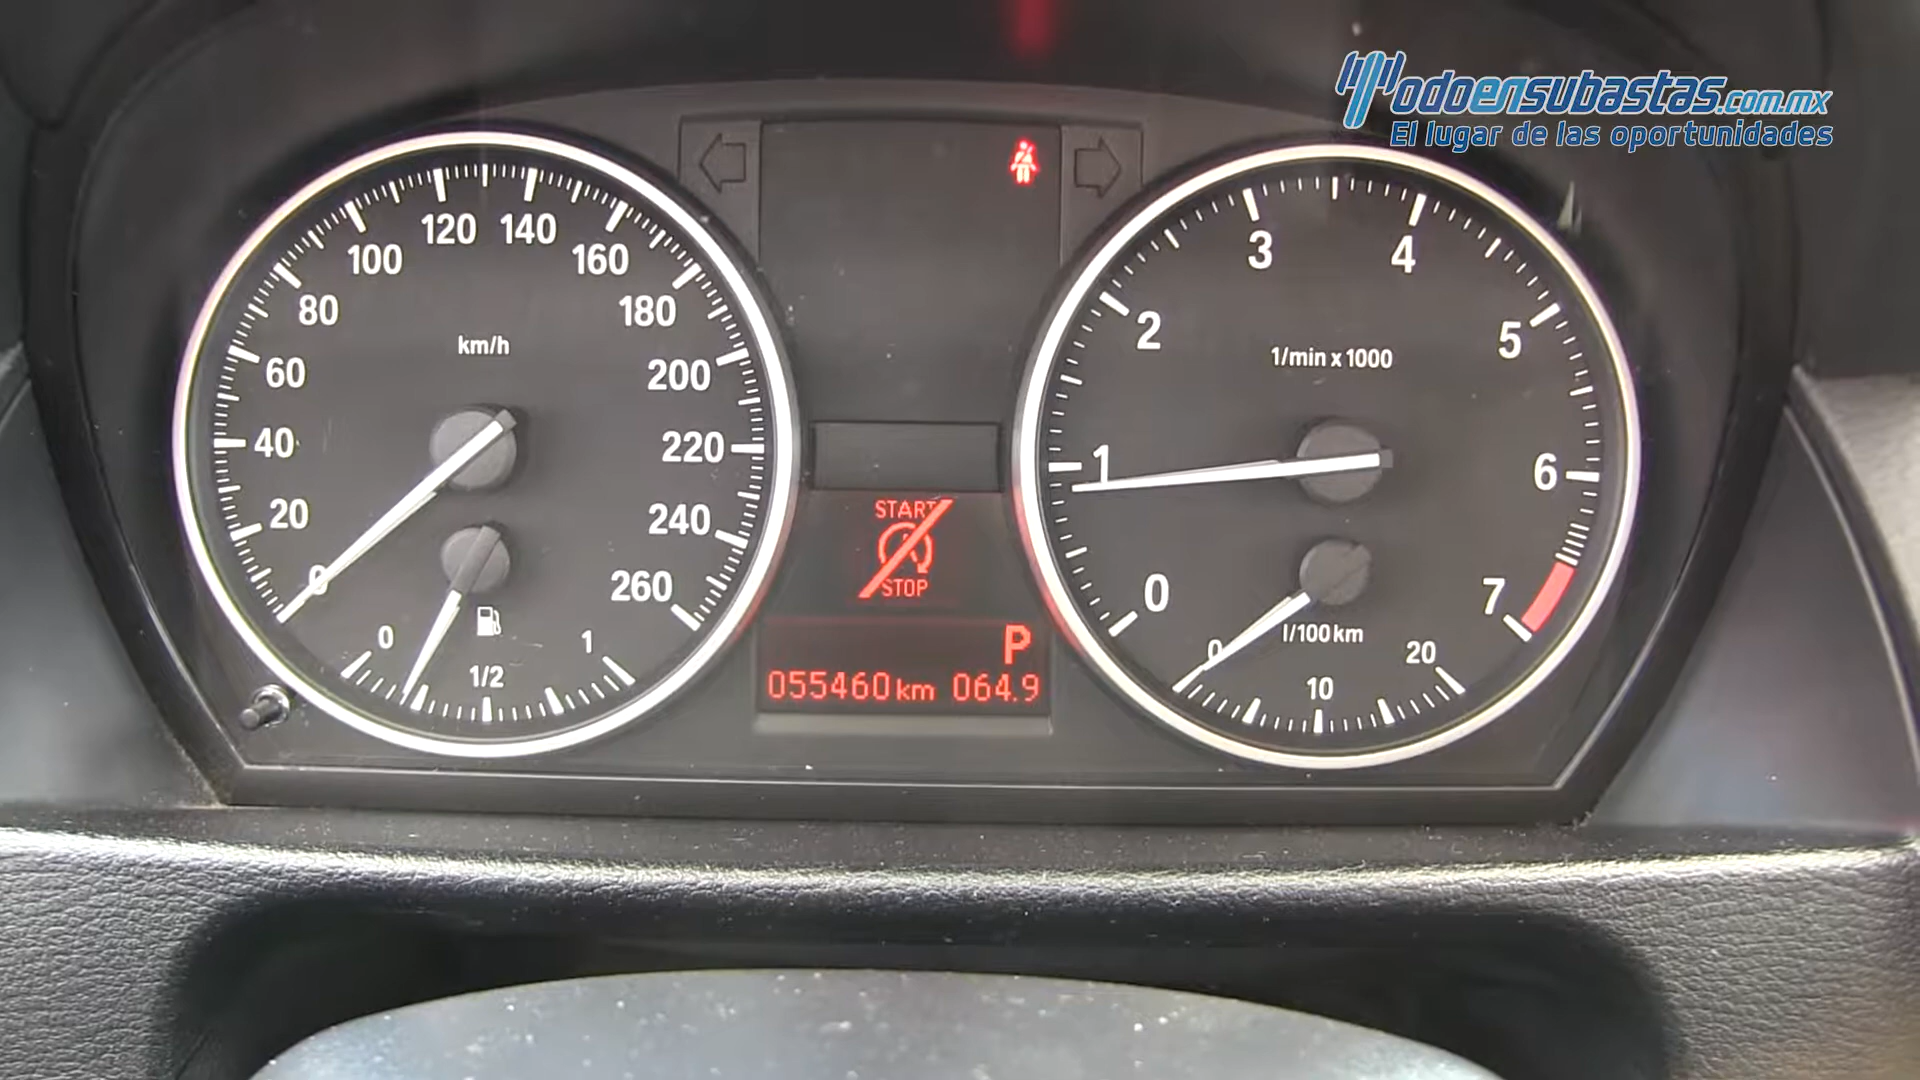 Todoensubastas.com.mx
El lugar de las oportunidades
120 140
100 160
80 180
60 200
40 220
20 240
0 260
km/h
0 1/2 1
START
STOP
P
055460 km 064.9
3 4
2 5
1 6
0 7
1/min x 1000
l/100km
0 10 20